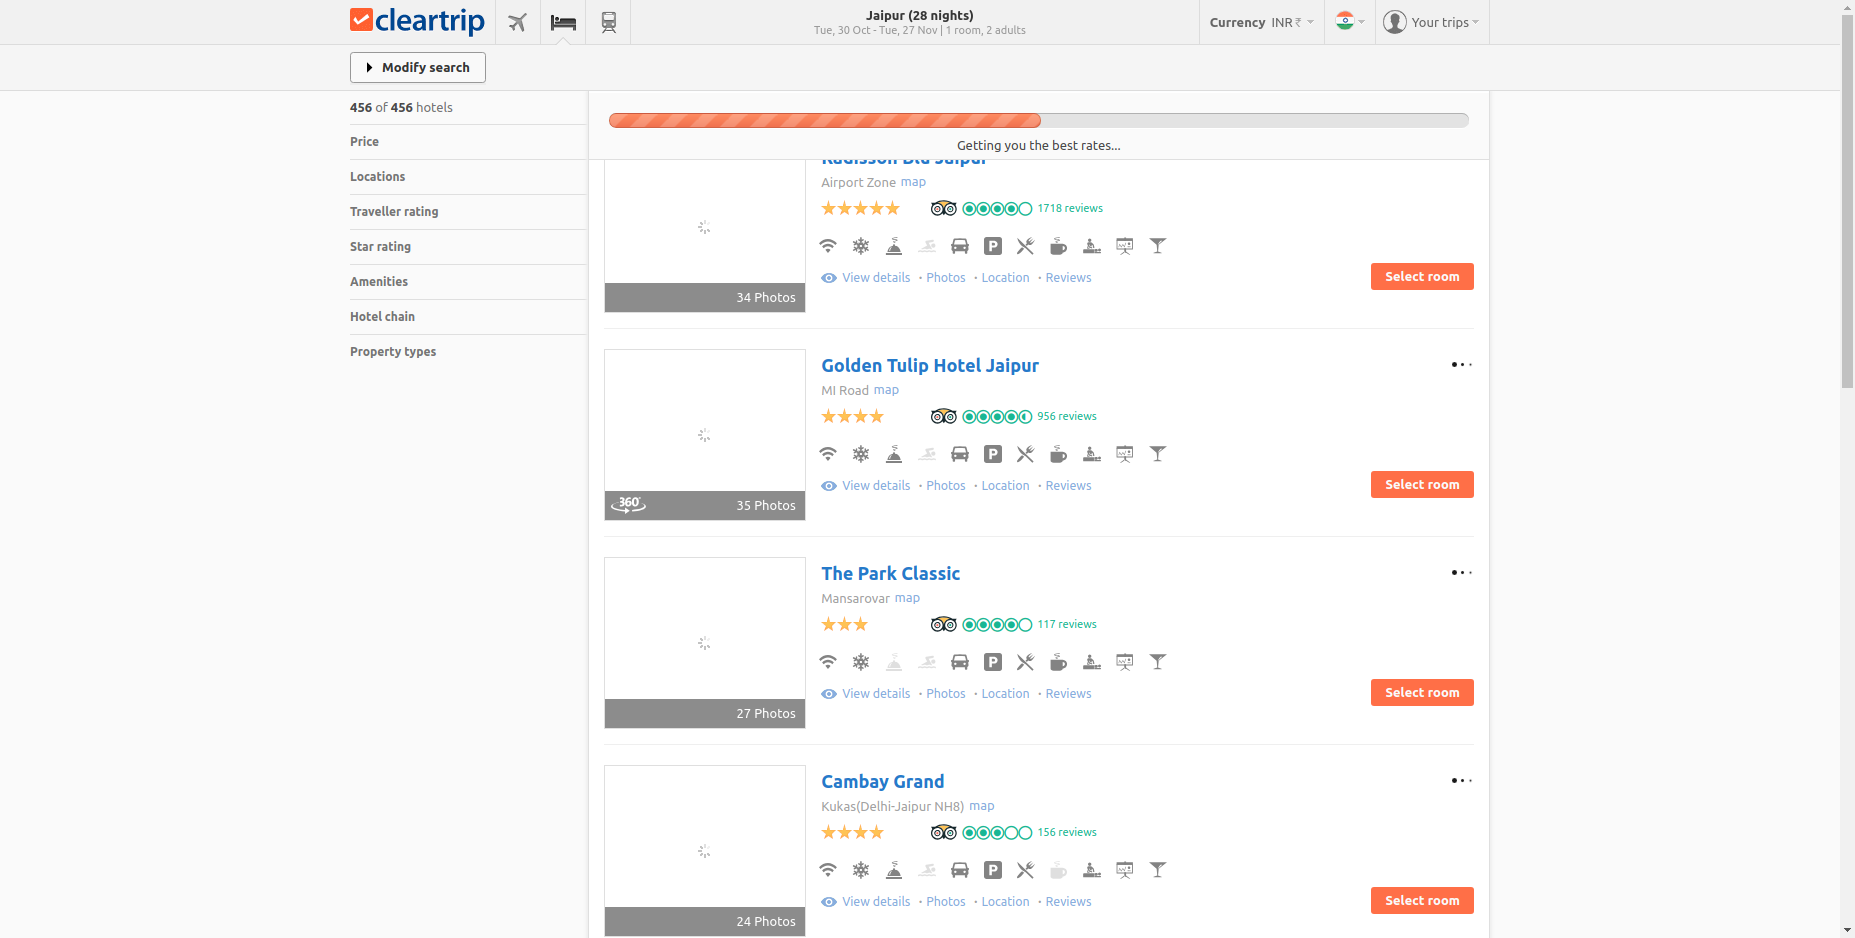 cleartrip
Jaipur (28 nights)
Tue, 30 Oct - Tue, 27 Nov | 1 room, 2 adults
Currency INR ₹
Your trips
Modify search
456 of 456 hotels
Price
Locations
Traveller rating
Star rating
Amenities
Hotel chain
Property types
Getting you the best rates...
Radisson Blu Jaipur
Airport Zone map
1718 reviews
P
View details · Photos · Location · Reviews
Select room
34 Photos
Golden Tulip Hotel Jaipur
MI Road map
956 reviews
P
View details · Photos · Location · Reviews
Select room
360°
35 Photos
The Park Classic
Mansarovar map
117 reviews
P
View details · Photos · Location · Reviews
Select room
27 Photos
Cambay Grand
Kukas(Delhi-Jaipur NH8) map
156 reviews
P
View details · Photos · Location · Reviews
Select room
24 Photos